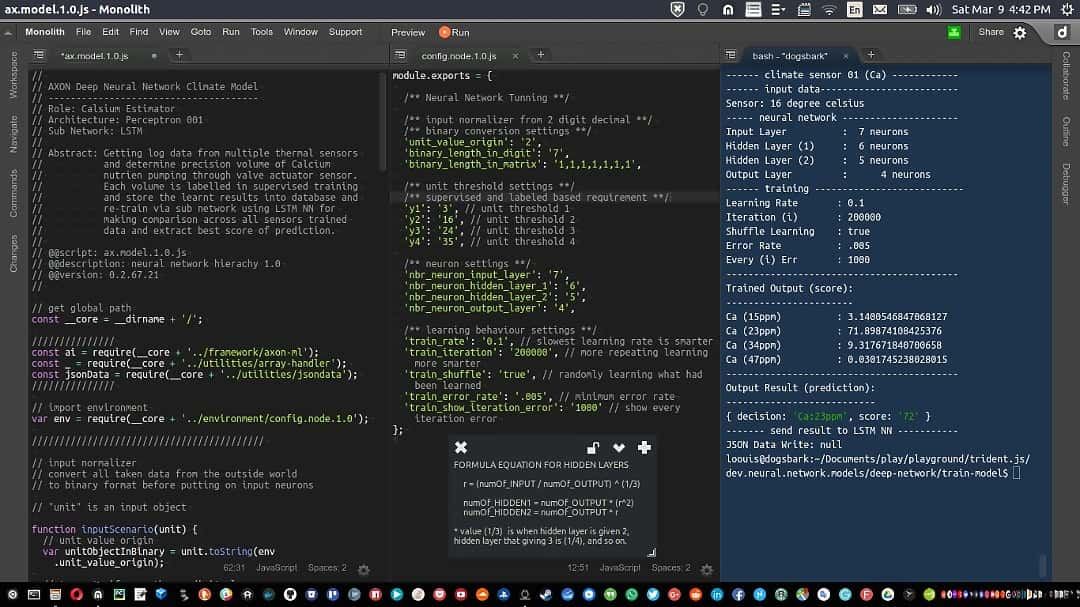 ax.model.1.0.js - Monolith
En
Sat Mar 9 4:42 PM
Monolith File Edit Find View Goto Run Tools Window Support Preview Run Share
*ax.model.1.0.js
Workspace
Navigate
Commands
Changes
//
// AXON Deep Neural Network Climate Model
// --------------------------------------
// Role: Calsium Estimator
// Architecture: Perceptron 001
// Sub Network: LSTM
//
// Abstract: Getting log data from multiple thermal sensors
// and determine precision volume of Calcium
// nutrien pumping through valve actuator sensor.
// Each volume is labelled in supervised training
// and store the learnt results into database and
// re-train via sub network using LSTM NN for
// making comparison across all sensors trained
// data and extract best score of prediction.
//
// @@script: ax.model.1.0.js
// @@description: neural network hierachy 1.0
// @@version: 0.2.67.21
//
// get global path
const __core = __dirname + '/';
///////////////
const ai = require(__core + '../framework/axon-ml');
const _ = require(__core + '../utilities/array-handler');
const jsonData = require(__core + '../utilities/jsondata');
///////////////
// import environment
var env = require(__core + '../environment/config.node.1.0');
//////////////////////////////////////////
// input normalizer
// convert all taken data from the outside world
// to binary format before putting on input neurons
// "unit" is an input object
function inputScenario(unit) {
// unit value origin
var unitObjectInBinary = unit.toString(env
.unit_value_origin);
62:31 JavaScript Spaces: 2
config.node.1.0.js
module.exports = {
/** Neural Network Tunning **/
/** input normalizer from 2 digit decimal **/
/** binary conversion settings **/
'unit_value_origin': '2',
'binary_length_in_digit': '7',
'binary_length_in_matrix': '1,1,1,1,1,1,1',
/** unit threshold settings **/
/** supervised and labeled based requirement **/
'y1': '3', // unit threshold 1
'y2': '16', // unit threshold 2
'y3': '24', // unit threshold 3
'y4': '35', // unit threshold 4
/** neuron settings **/
'nbr_neuron_input_layer': '7',
'nbr_neuron_hidden_layer_1': '6',
'nbr_neuron_hidden_layer_2': '5',
'nbr_neuron_output_layer': '4',
/** learning behaviour settings **/
'train_rate': '0.1', // slowest learning rate is smarter
'train_iteration': '200000', // more repeating learning
more smarter
'train_shuffle': 'true', // randomly learning what had
been learned
'train_error_rate': '.005', // minimum error rate
'train_show_iteration_error': '1000' // show every
iteration error
};
FORMULA EQUATION FOR HIDDEN LAYERS
r = (numOf_INPUT / numOf_OUTPUT) ^ (1/3)
numOf_HIDDEN1 = numOf_OUTPUT * (r^2)
numOf_HIDDEN2 = numOf_OUTPUT * r
* value (1/3) is when hidden layer is given 2,
hidden layer that giving 3 is (1/4), and so on.
12:51 JavaScript Spaces: 2
bash - "dogsbark"
------ climate sensor 01 (Ca) ------------
------ input data-------------------------
Sensor: 16 degree celsius
----- neural network ---------------------
Input Layer : 7 neurons
Hidden Layer (1) : 6 neurons
Hidden Layer (2) : 5 neurons
Output Layer : 4 neurons
------ training --------------------------
Learning Rate : 0.1
Iteration (i) : 200000
Shuffle Learning : true
Error Rate : .005
Every (i) Err : 1000
------------------------------------------
Trained Output (score):
-----------------------
Ca (15ppm) : 3.1480546847068127
Ca (23ppm) : 71.89874108425376
Ca (34ppm) : 9.317671840700658
Ca (47ppm) : 0.0301745238028015
------------------------------------------
Output Result (prediction):
---------------------------
{ decision: 'Ca:23ppm', score: '72' }
------- send result to LSTM NN -----------
JSON Data Write: null
loouis@dogsbark:~/Documents/play/playground/trident.js/
dev.neural.network.models/deep-network/train-model$
Collaborate
Outline
Debugger